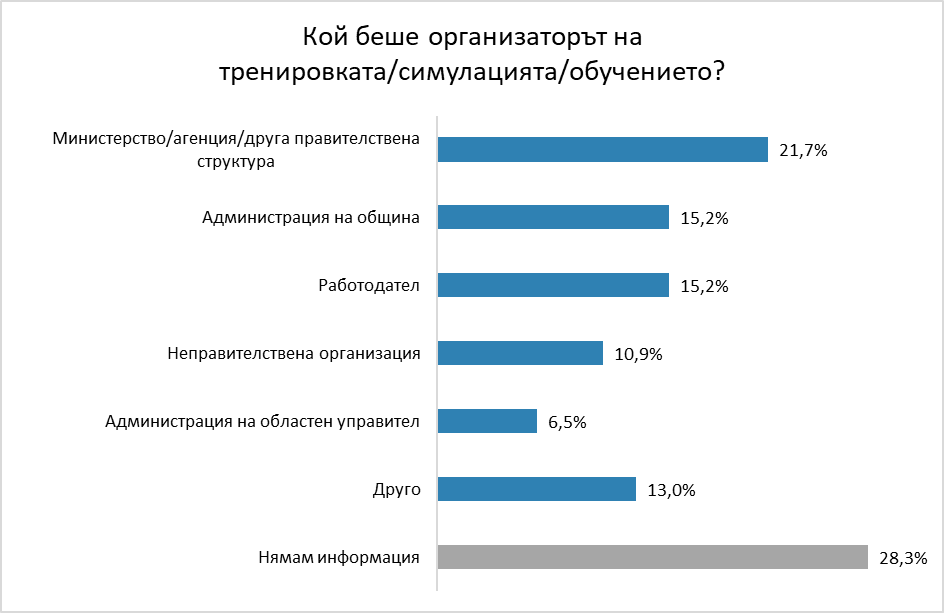 Кой беше организаторът на
тренировката/симулацията/обучението?
Министерство/агенция/друга правителствена
структура
21,7%
Администрация на община
15,2%
Работодател
15,2%
Неправителствена организация
10,9%
Администрация на областен управител
6,5%
Друго
13,0%
Нямам информация
28,3%